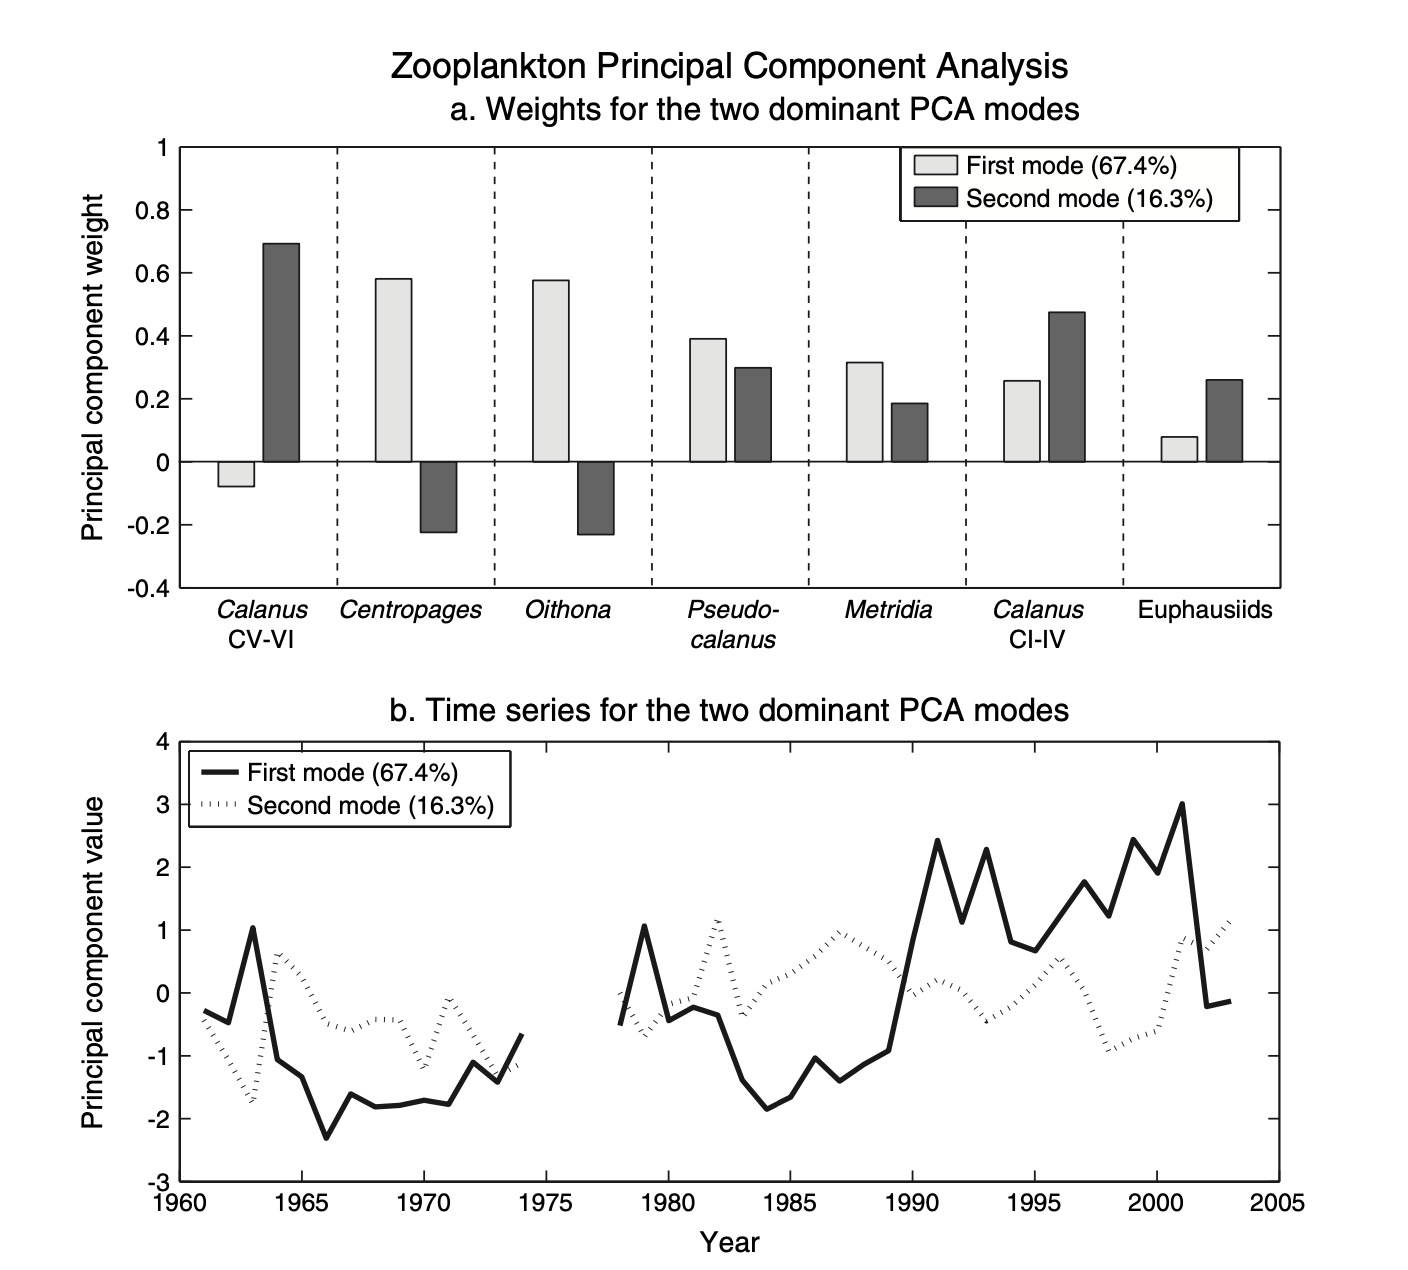 Zooplankton Principal Component Analysis
a. Weights for the two dominant PCA modes
First mode (67.4%)
Second mode (16.3%)
Principal component weight
1
0.8
0.6
0.4
0.2
0
-0.2
-0.4
Calanus CV-VI
Centropages
Oithona
Pseudo-
calanus
Metridia
Calanus CI-IV
Euphausiids
b. Time series for the two dominant PCA modes
First mode (67.4%)
Second mode (16.3%)
Principal component value
4
3
2
1
0
-1
-2
-3
1960 1965 1970 1975 1980 1985 1990 1995 2000 2005
Year